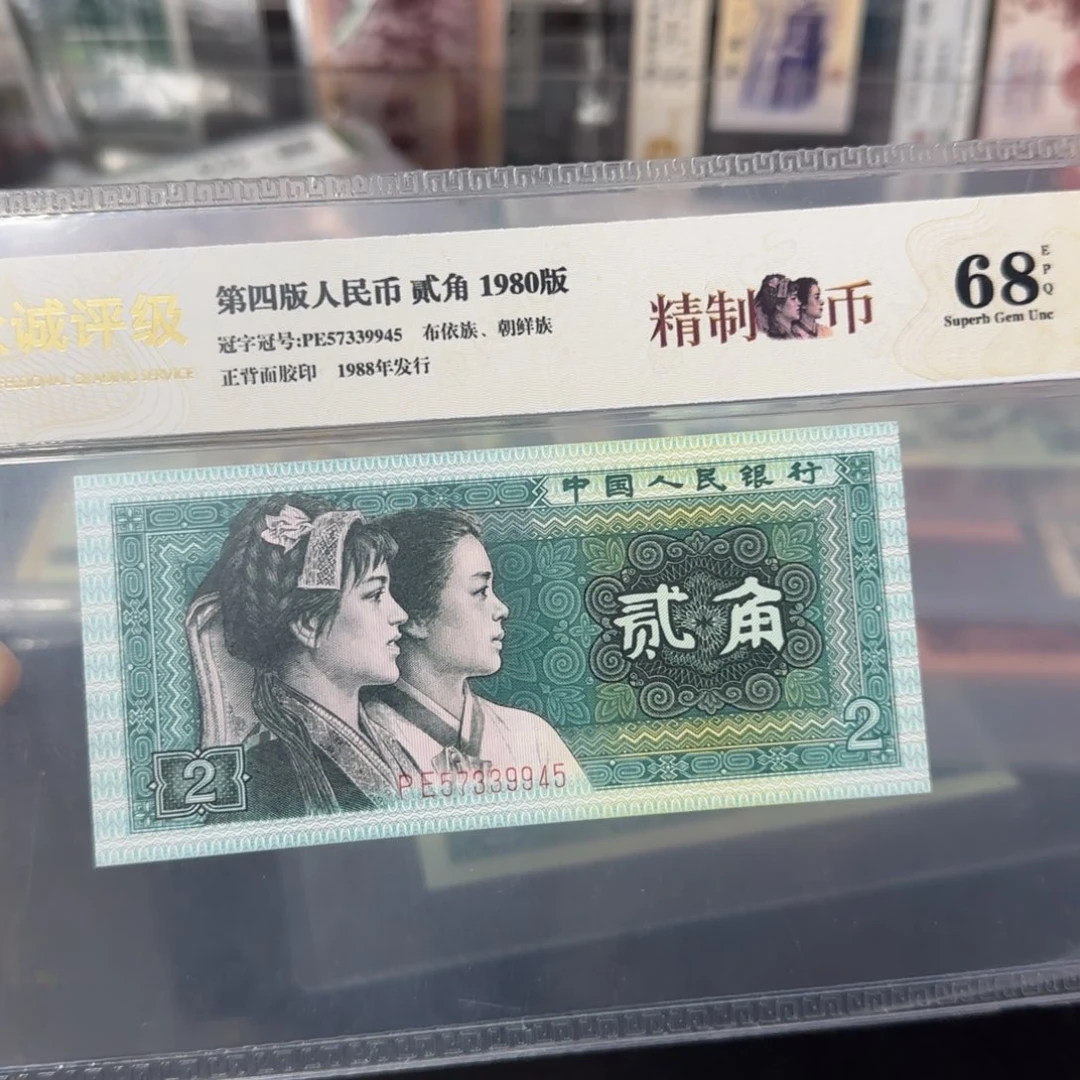 诚评级
第四版人民币 贰角 1980版
冠字冠号:PE57339945 布依族、朝鲜族
正背面胶印 1988年发行
精制币
68
EPQ
Superb Gem Unc
GRADING SERVICE
中国人民银行
贰角
2
2
PE57339945